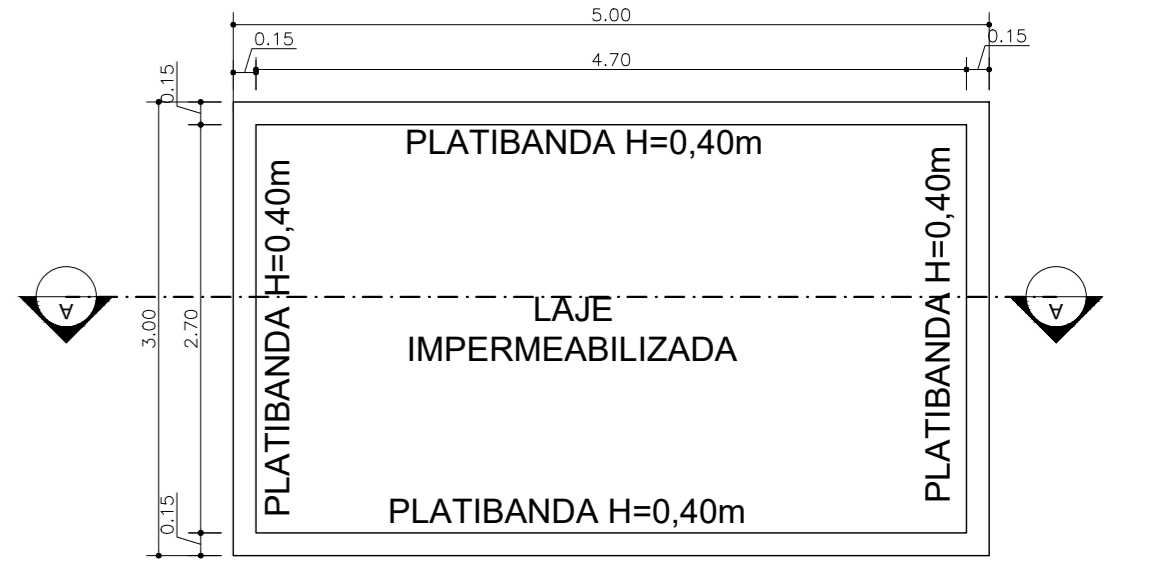 5.00
0.15
0.15
4.70
0.15
PLATIBANDA H=0,40m
PLATIBANDA H=0,40m
PLATIBANDA H=0,40m
A
A
3.00
2.70
LAJE
IMPERMEABILIZADA
0.15
PLATIBANDA H=0,40m